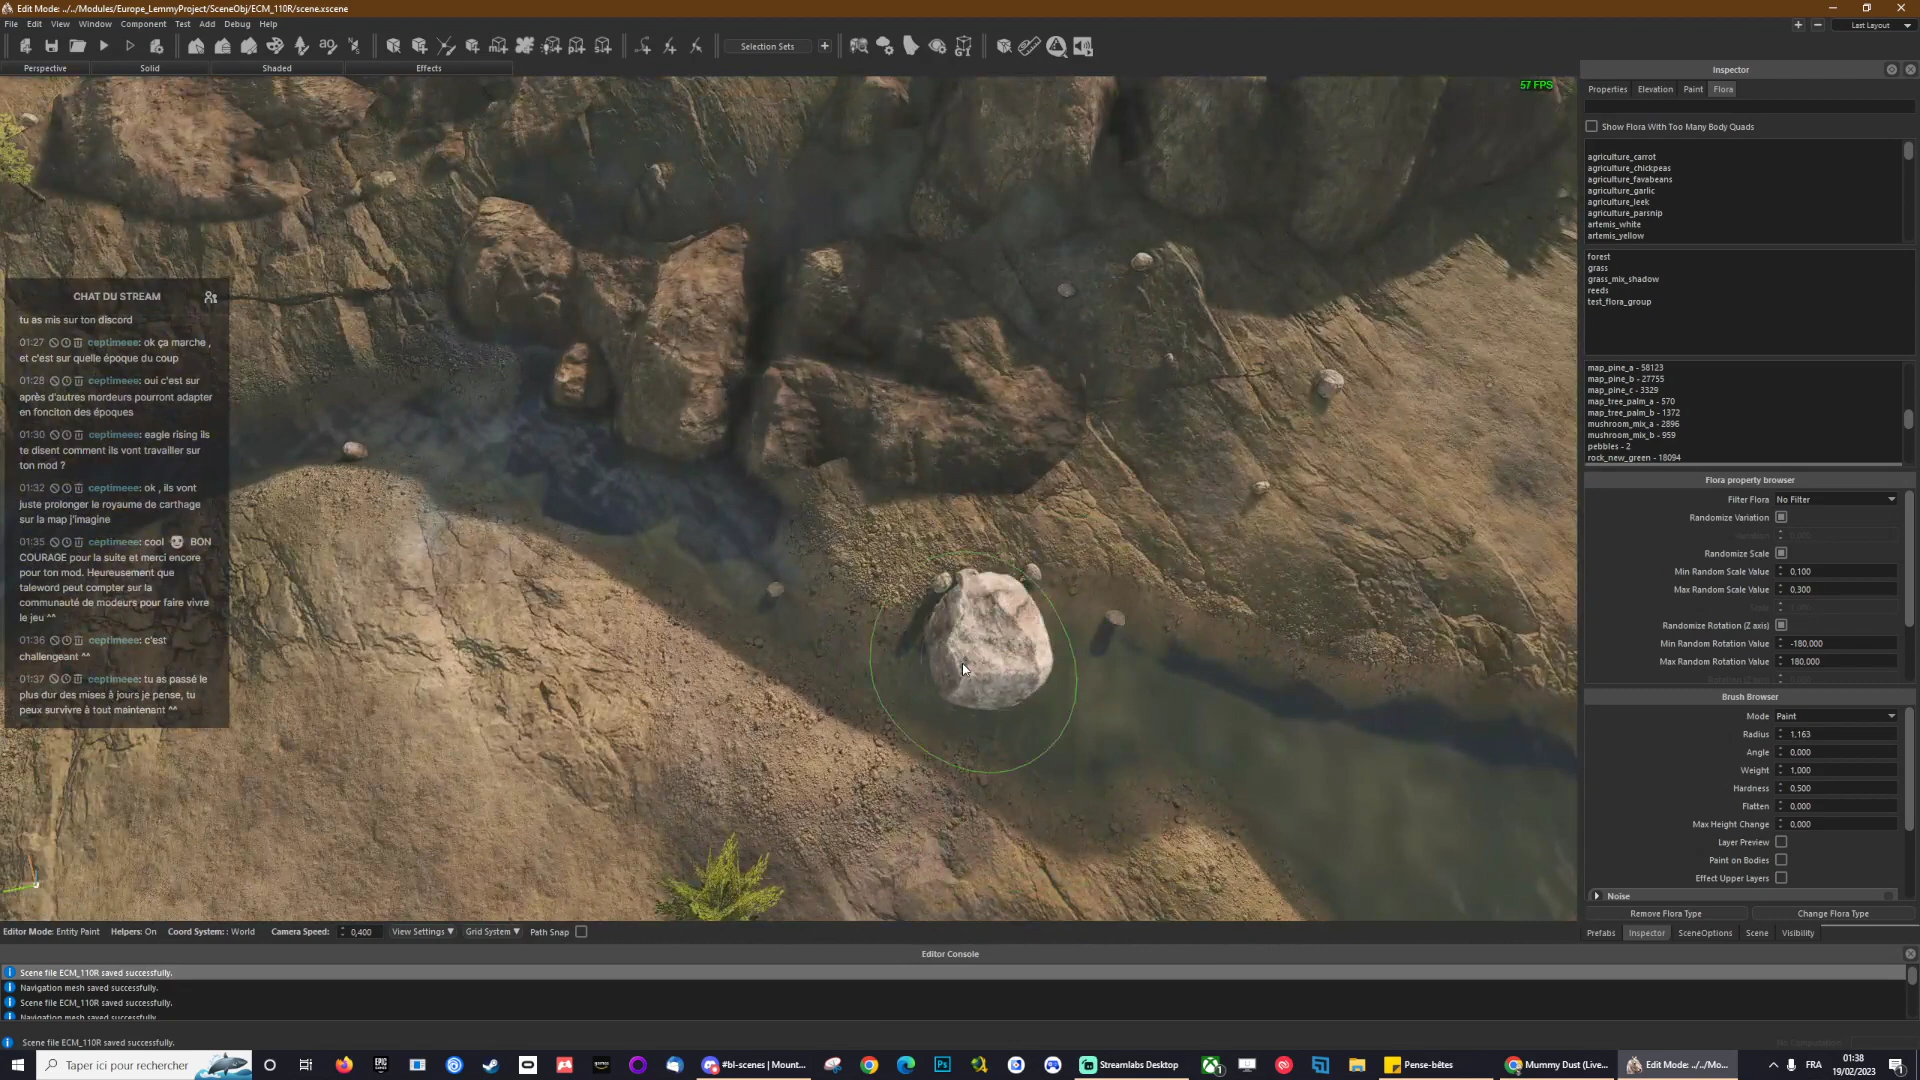 Edit Mode: ../../Modules/Europe_LemmyProject/SceneObj/ECM_110R/scene.xscene
File Edit View Window Component Test Add Debug Help
Last Layout
Selection Sets
Perspective Solid Shaded Effects
57 FPS
CHAT DU STREAM
tu as mis sur ton discord
01:27 ceptimeee: ok ça marche ,
et c'est sur quelle époque du coup
01:28 ceptimeee: oui c'est sur
après d'autres mordeurs pourront adapter
en fonciton des époques
01:30 ceptimeee: eagle rising ils
te disent comment ils vont travailler sur
ton mod ?
01:32 ceptimeee: ok , ils vont
juste prolonger le royaume de carthage
sur la map j'imagine
01:35 ceptimeee: cool BON
COURAGE pour la suite et merci encore
pour ton mod. Heureusement que
taleword peut compter sur la
communauté de modeurs pour faire vivre
le jeu ^^
01:36 ceptimeee: c'est
challengeant ^^
01:37 ceptimeee: tu as passé le
plus dur des mises à jours je pense, tu
peux survivre à tout maintenant ^^
Inspector
Properties Elevation Paint Flora
Show Flora With Too Many Body Quads
agriculture_carrot
agriculture_chickpeas
agriculture_favabeans
agriculture_garlic
agriculture_leek
agriculture_parsnip
artemis_white
artemis_yellow
forest
grass
grass_mix_shadow
reeds
test_flora_group
map_pine_a - 58123
map_pine_b - 27755
map_pine_c - 3329
map_tree_palm_a - 570
map_tree_palm_b - 1372
mushroom_mix_a - 2896
mushroom_mix_b - 959
pebbles - 2
rock_new_green - 18094
Flora property browser
Filter Flora No Filter
Randomize Variation
Randomize Scale
Min Random Scale Value 0,100
Max Random Scale Value 0,300
Randomize Rotation (Z axis)
Min Random Rotation Value -180,000
Max Random Rotation Value 180,000
Brush Browser
Mode Paint
Radius 1,163
Angle 0,000
Weight 1,000
Hardness 0,500
Flatten 0,000
Max Height Change 0,000
Layer Preview
Paint on Bodies
Effect Upper Layers
Noise
Remove Flora Type Change Flora Type
Prefabs Inspector SceneOptions Scene Visibility
Editor Mode: Entity Paint Helpers: On Coord System: : World Camera Speed: 0,400 View Settings Grid System Path Snap
Editor Console
Scene file ECM_110R saved successfully.
Navigation mesh saved successfully.
Scene file ECM_110R saved successfully.
Navigation mesh saved successfully.
Scene file ECM_110R saved successfully.
Taper ici pour rechercher
#bl-scenes | Mount...
Streamlabs Desktop
Pense-bêtes
Mummy Dust (Live...
Edit Mode: ../../Mo...
FRA
01:38
19/02/2023